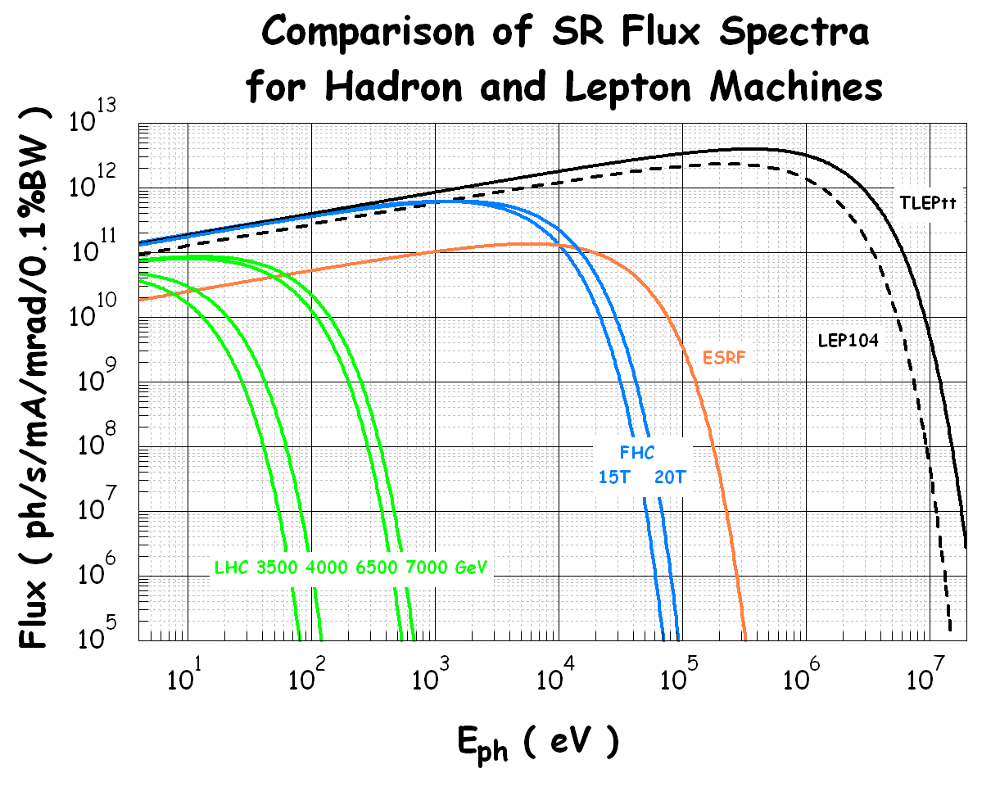 Comparison of SR Flux Spectra
for Hadron and Lepton Machines
Flux ( ph/s/mA/mrad/0.1%BW )
10^13
10^12
10^11
10^10
10^9
10^8
10^7
10^6
10^5
TLEPtt
LEP104
ESRF
FHC
15T 20T
LHC 3500 4000 6500 7000 GeV
10^1 10^2 10^3 10^4 10^5 10^6 10^7
E_ph ( eV )